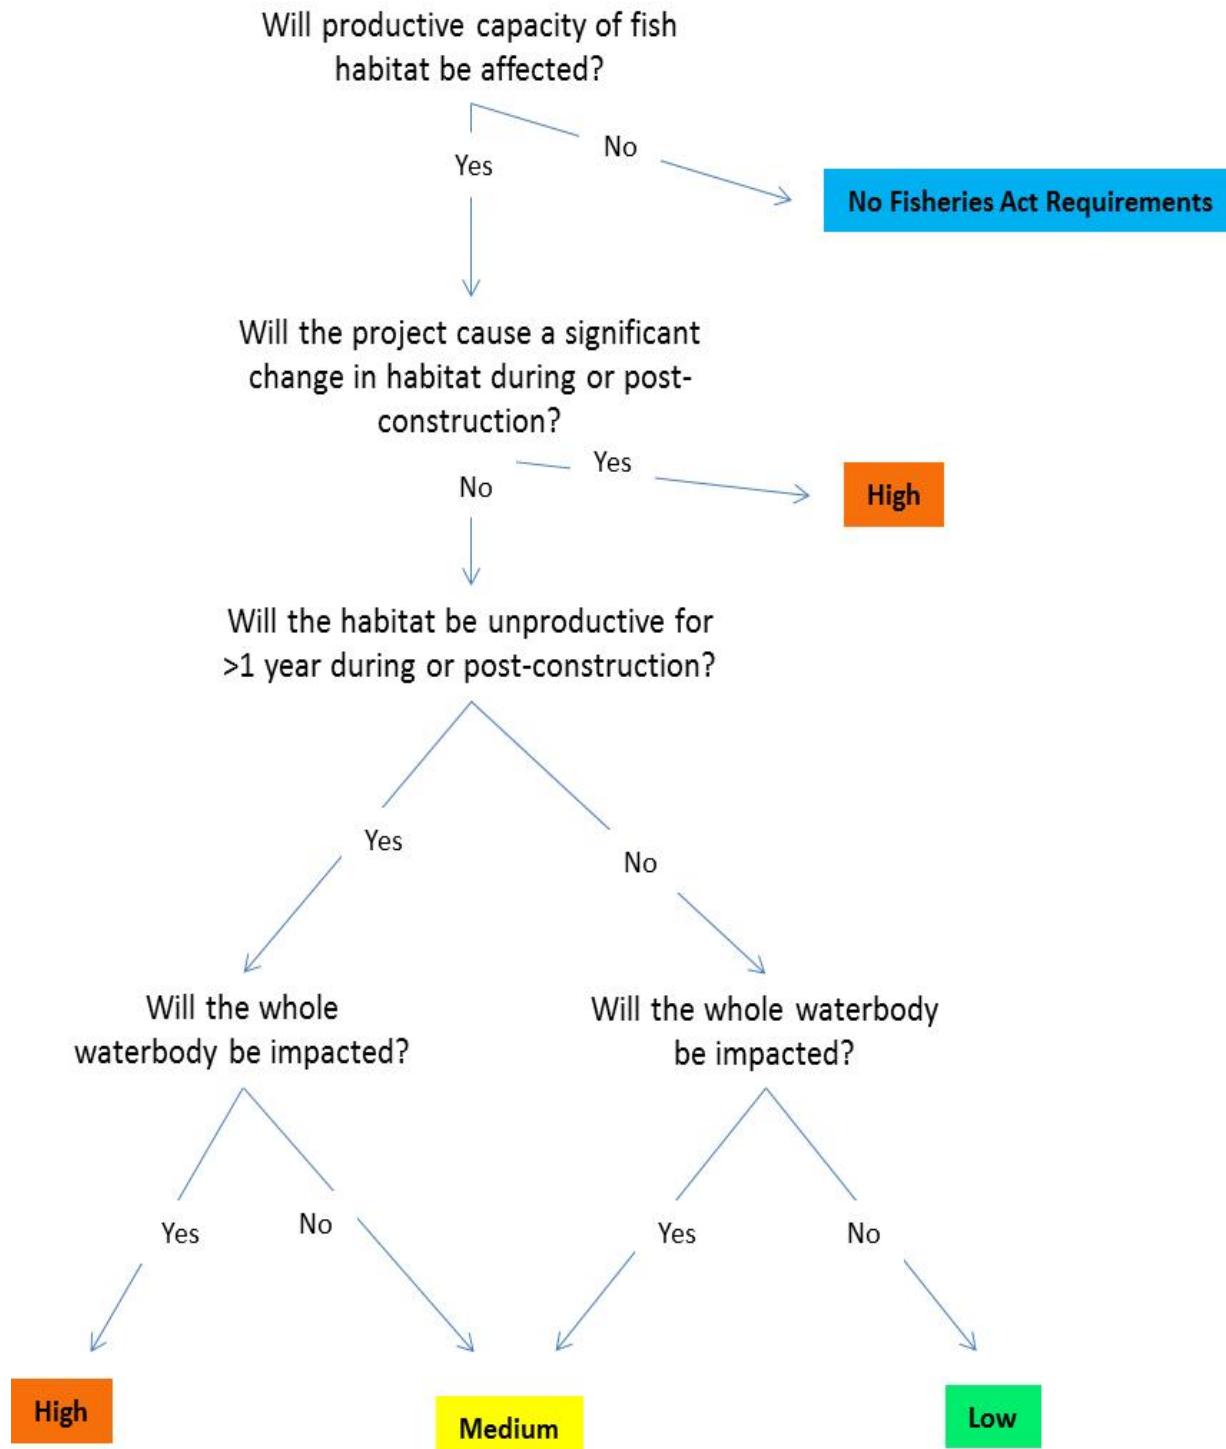 Will productive capacity of fish
habitat be affected?
No
Yes
No Fisheries Act Requirements
Will the project cause a significant
change in habitat during or post-
construction?
Yes
No
High
Will the habitat be unproductive for
>1 year during or post-construction?
Yes
No
Will the whole
waterbody be impacted?
Will the whole waterbody
be impacted?
Yes
No
Yes
No
High
Medium
Low